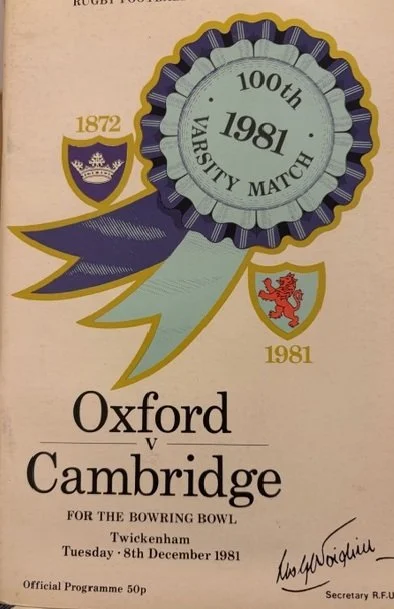 RUGBY FOOTBALL
1872
100th
1981
VARSITY MATCH
1981
Oxford
v
Cambridge
FOR THE BOWRING BOWL
Twickenham
Tuesday · 8th December 1981
Official Programme 50p
Secretary R.F.U